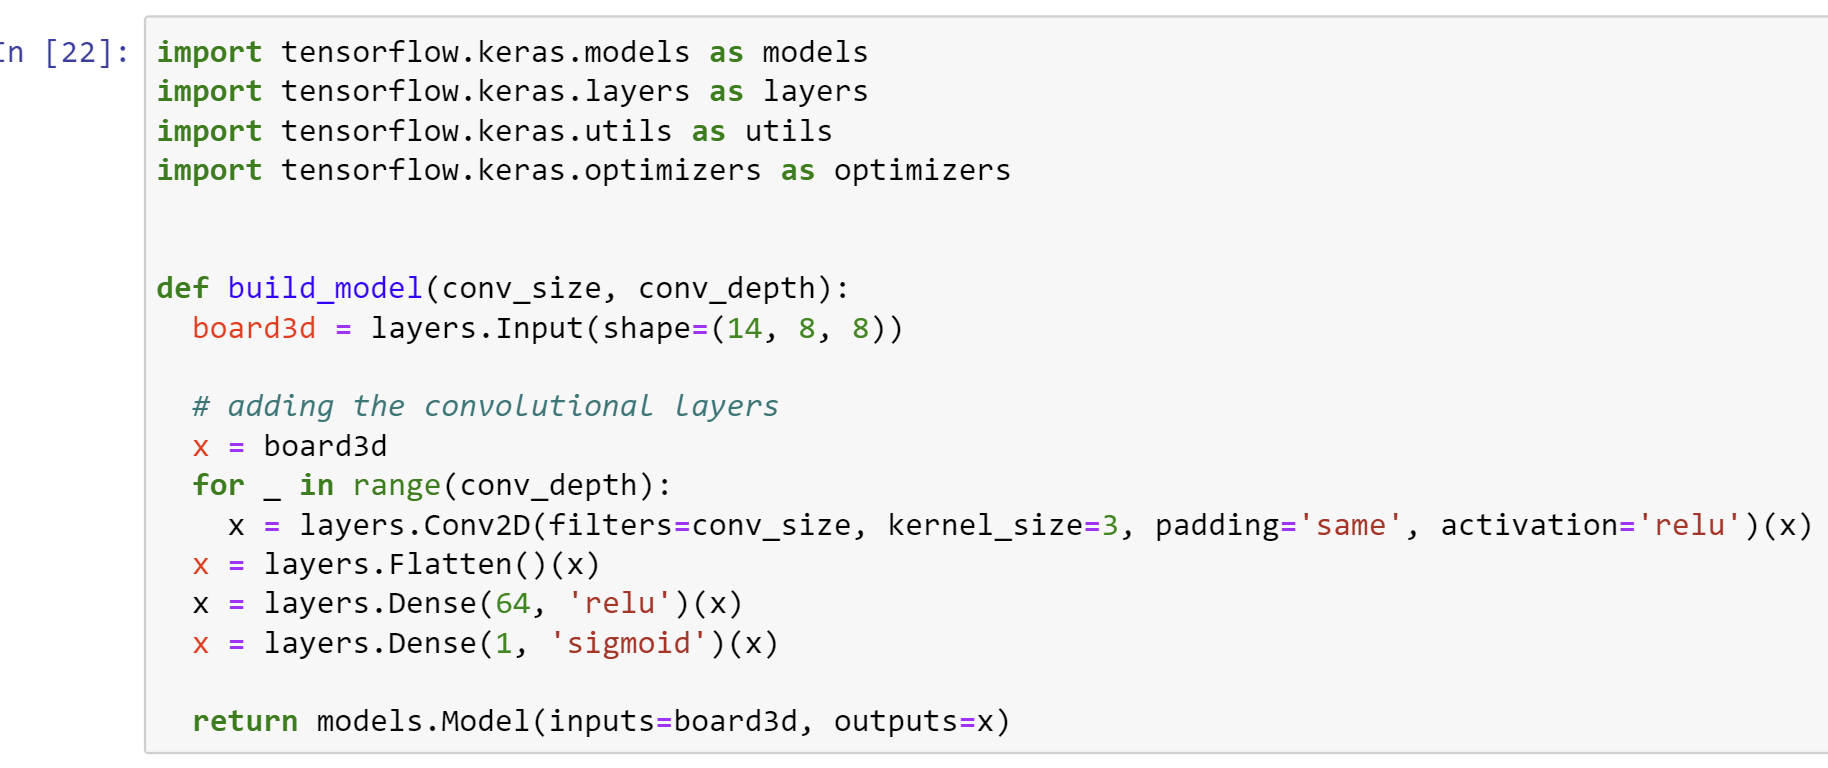 In [22]:
import tensorflow.keras.models as models
import tensorflow.keras.layers as layers
import tensorflow.keras.utils as utils
import tensorflow.keras.optimizers as optimizers
def build_model(conv_size, conv_depth):
board3d = layers.Input(shape=(14, 8, 8))
# adding the convolutional layers
x = board3d
for _ in range(conv_depth):
x = layers.Conv2D(filters=conv_size, kernel_size=3, padding='same', activation='relu')(x)
x = layers.Flatten()(x)
x = layers.Dense(64, 'relu')(x)
x = layers.Dense(1, 'sigmoid')(x)
return models.Model(inputs=board3d, outputs=x)